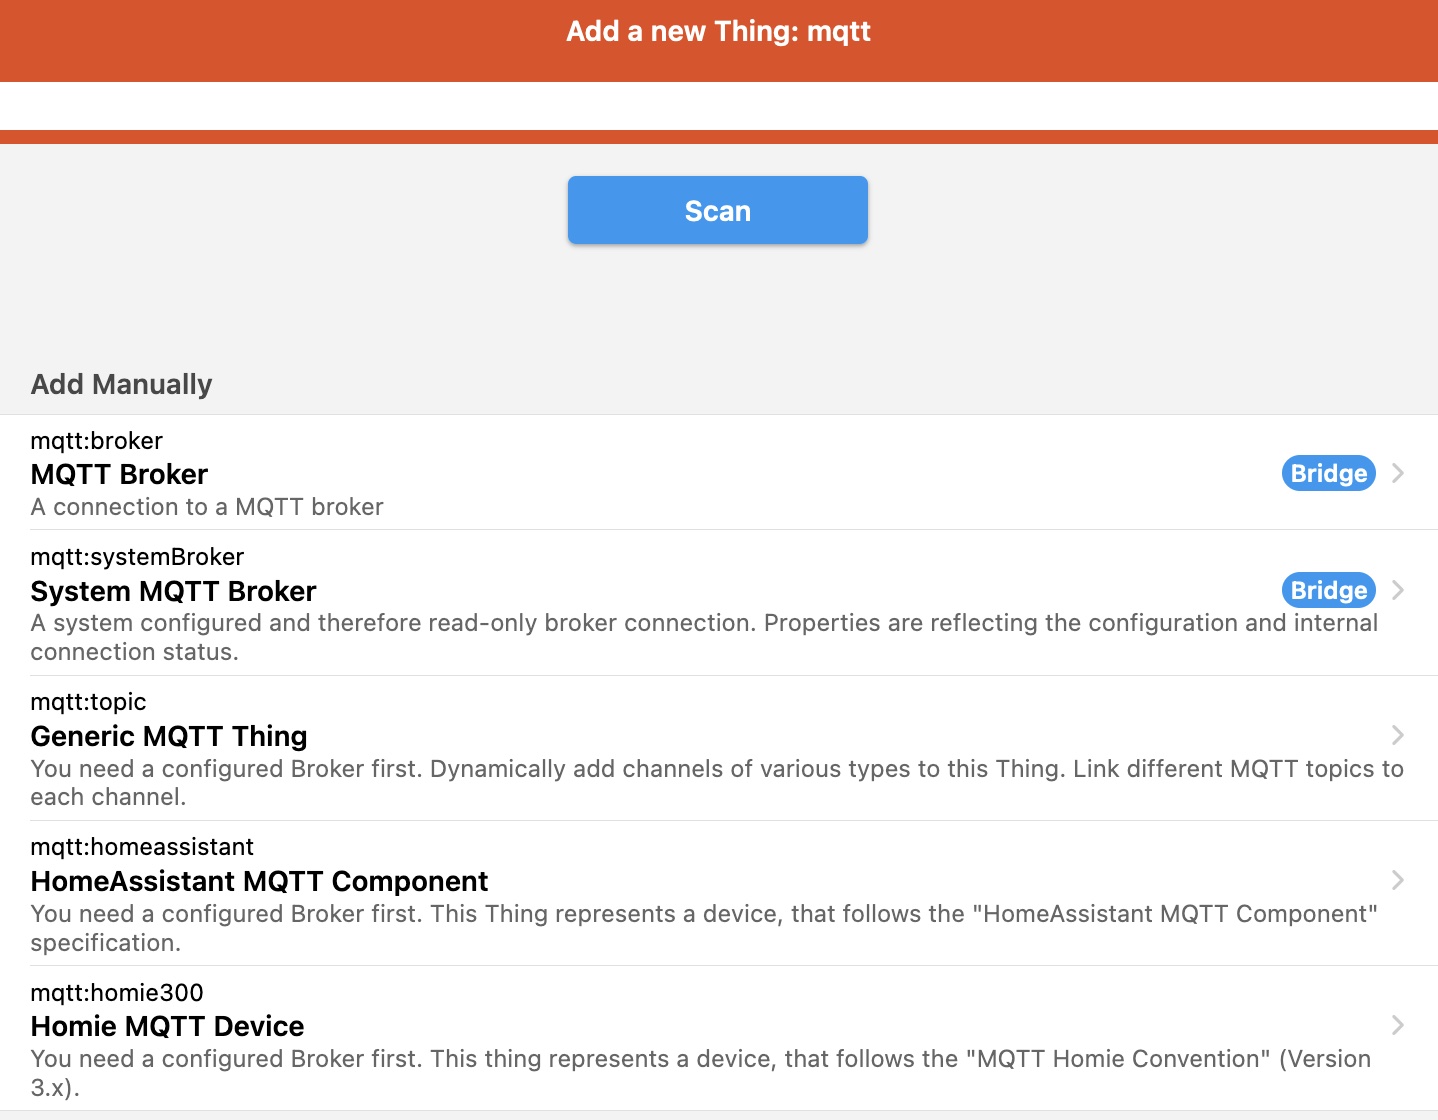 Add a new Thing: mqtt
Scan
Add Manually
mqtt:broker
MQTT Broker
Bridge
A connection to a MQTT broker
mqtt:systemBroker
System MQTT Broker
Bridge
A system configured and therefore read-only broker connection. Properties are reflecting the configuration and internal
connection status.
mqtt:topic
Generic MQTT Thing
You need a configured Broker first. Dynamically add channels of various types to this Thing. Link different MQTT topics to
each channel.
mqtt:homeassistant
HomeAssistant MQTT Component
You need a configured Broker first. This Thing represents a device, that follows the "HomeAssistant MQTT Component"
specification.
mqtt:homie300
Homie MQTT Device
You need a configured Broker first. This thing represents a device, that follows the "MQTT Homie Convention" (Version
3.x).